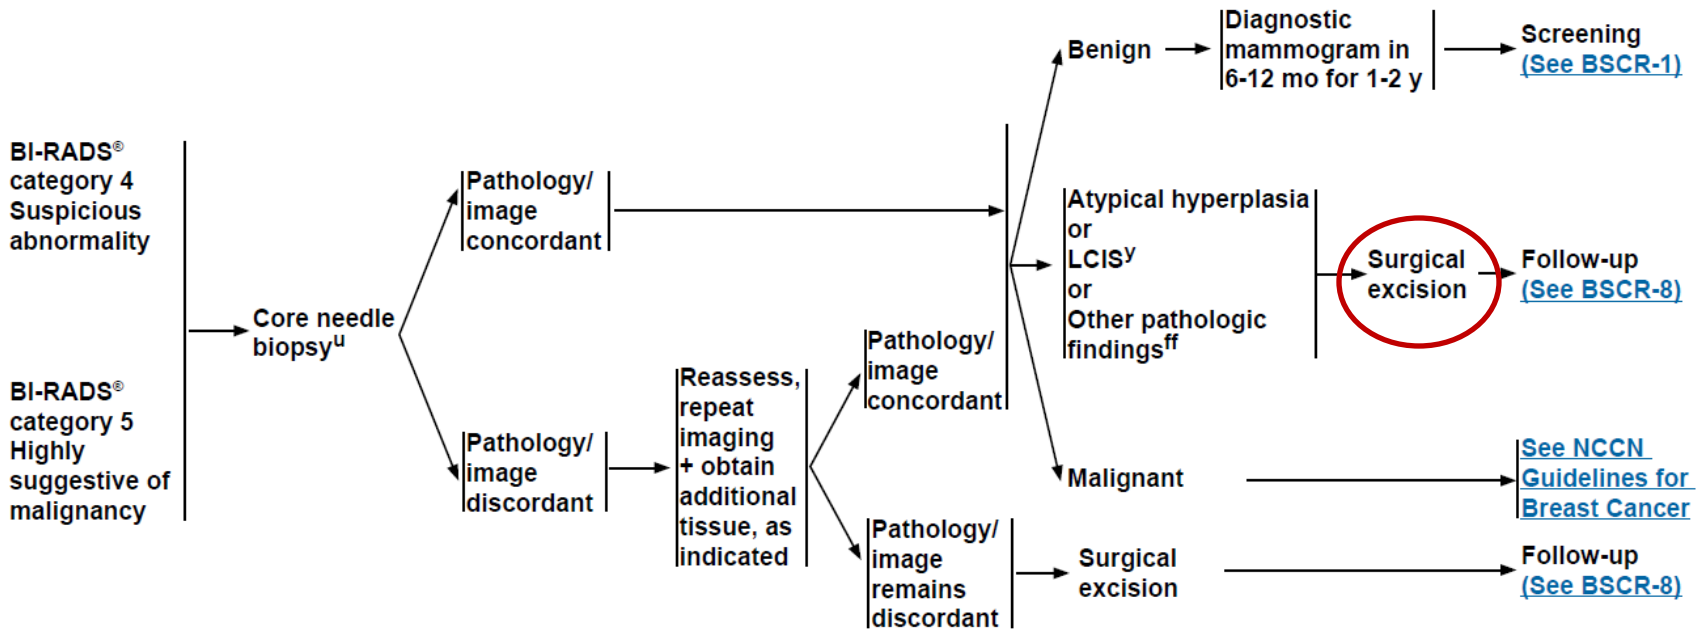 BI-RADS®
category 4
Suspicious
abnormality
BI-RADS®
category 5
Highly
suggestive of
malignancy
Core needle
biopsyᵘ
Pathology/
image
concordant
Pathology/
image
discordant
Reassess,
repeat
imaging
+ obtain
additional
tissue, as
indicated
Pathology/
image
concordant
Pathology/
image
remains
discordant
Benign
Diagnostic
mammogram in
6-12 mo for 1-2 y
Screening
(See BSCR-1)
Atypical hyperplasia
or
LCISʸ
or
Other pathologic
findingsᶠᶠ
Surgical
excision
Follow-up
(See BSCR-8)
Malignant
See NCCN
Guidelines for
Breast Cancer
Surgical
excision
Follow-up
(See BSCR-8)